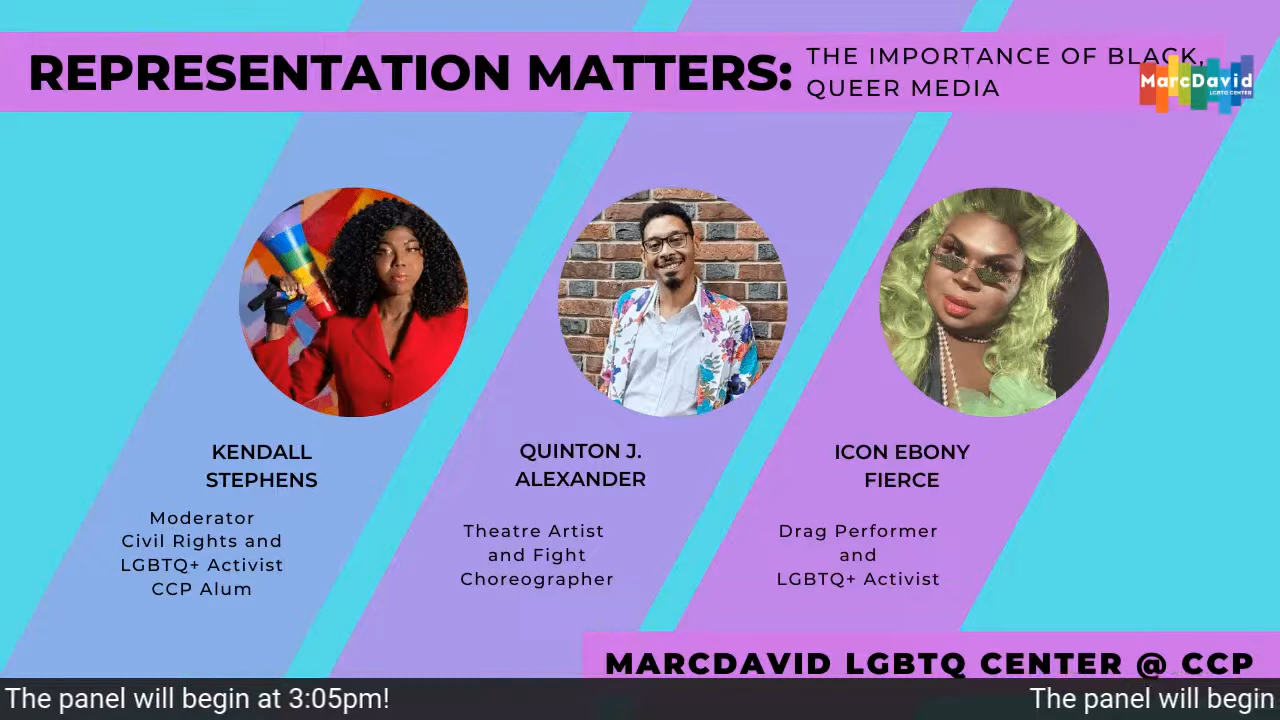 REPRESENTATION MATTERS:
THE IMPORTANCE OF BLACK,
QUEER MEDIA
MarcDavid
LGBTQ CENTER
KENDALL
STEPHENS
Moderator
Civil Rights and
LGBTQ+ Activist
CCP Alum
QUINTON J.
ALEXANDER
Theatre Artist
and Fight
Choreographer
ICON EBONY
FIERCE
Drag Performer
and
LGBTQ+ Activist
MARCDAVID LGBTQ CENTER @ CCP
The panel will begin at 3:05pm!
The panel will begin